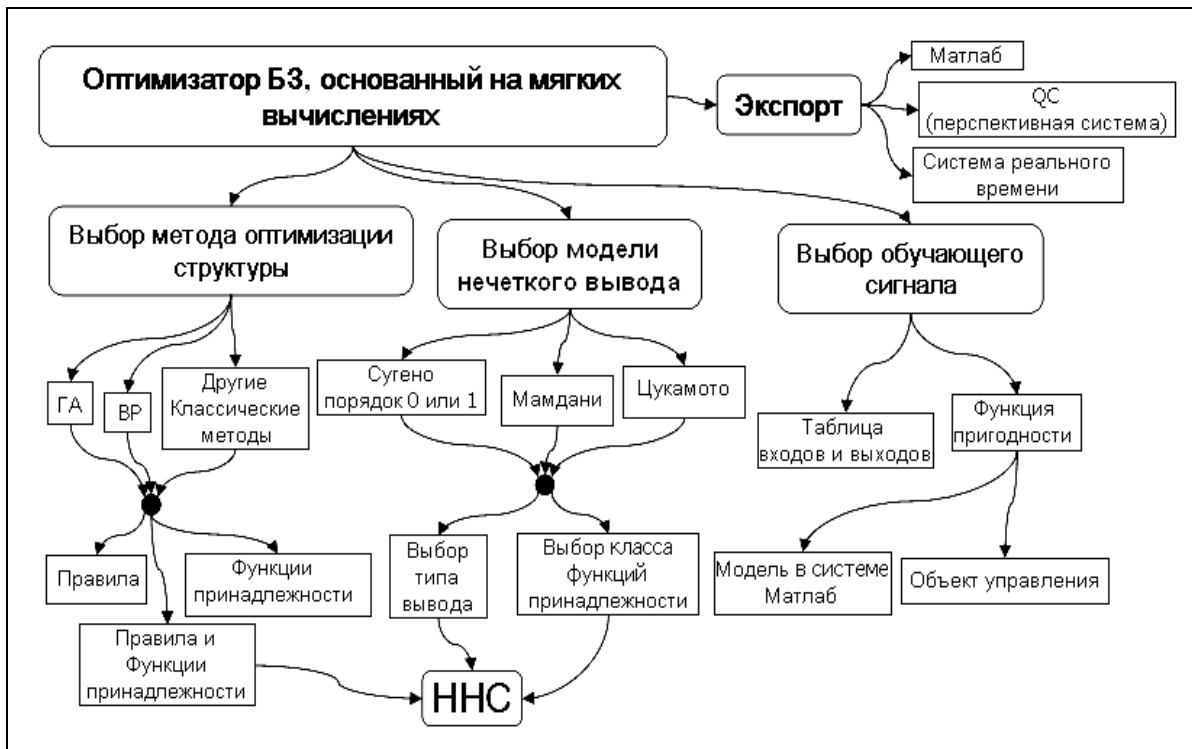 Оптимизатор БЗ, основанный на мягких
вычислениях
Экспорт
Матлаб
QC
(перспективная система)
Система реального
времени
Выбор метода оптимизации
структуры
Выбор модели
нечеткого вывода
Выбор обучающего
сигнала
ГА
ВР
Другие
Классические
методы
Сугено
порядок 0 или 1
Мамдани
Цукамото
Таблица
входов и выходов
Функция
пригодности
Правила
Функции
принадлежности
Правила и
Функции
принадлежности
Выбор
типа
вывода
Выбор класса
функций
принадлежности
Модель в системе
Матлаб
Объект управления
ННС